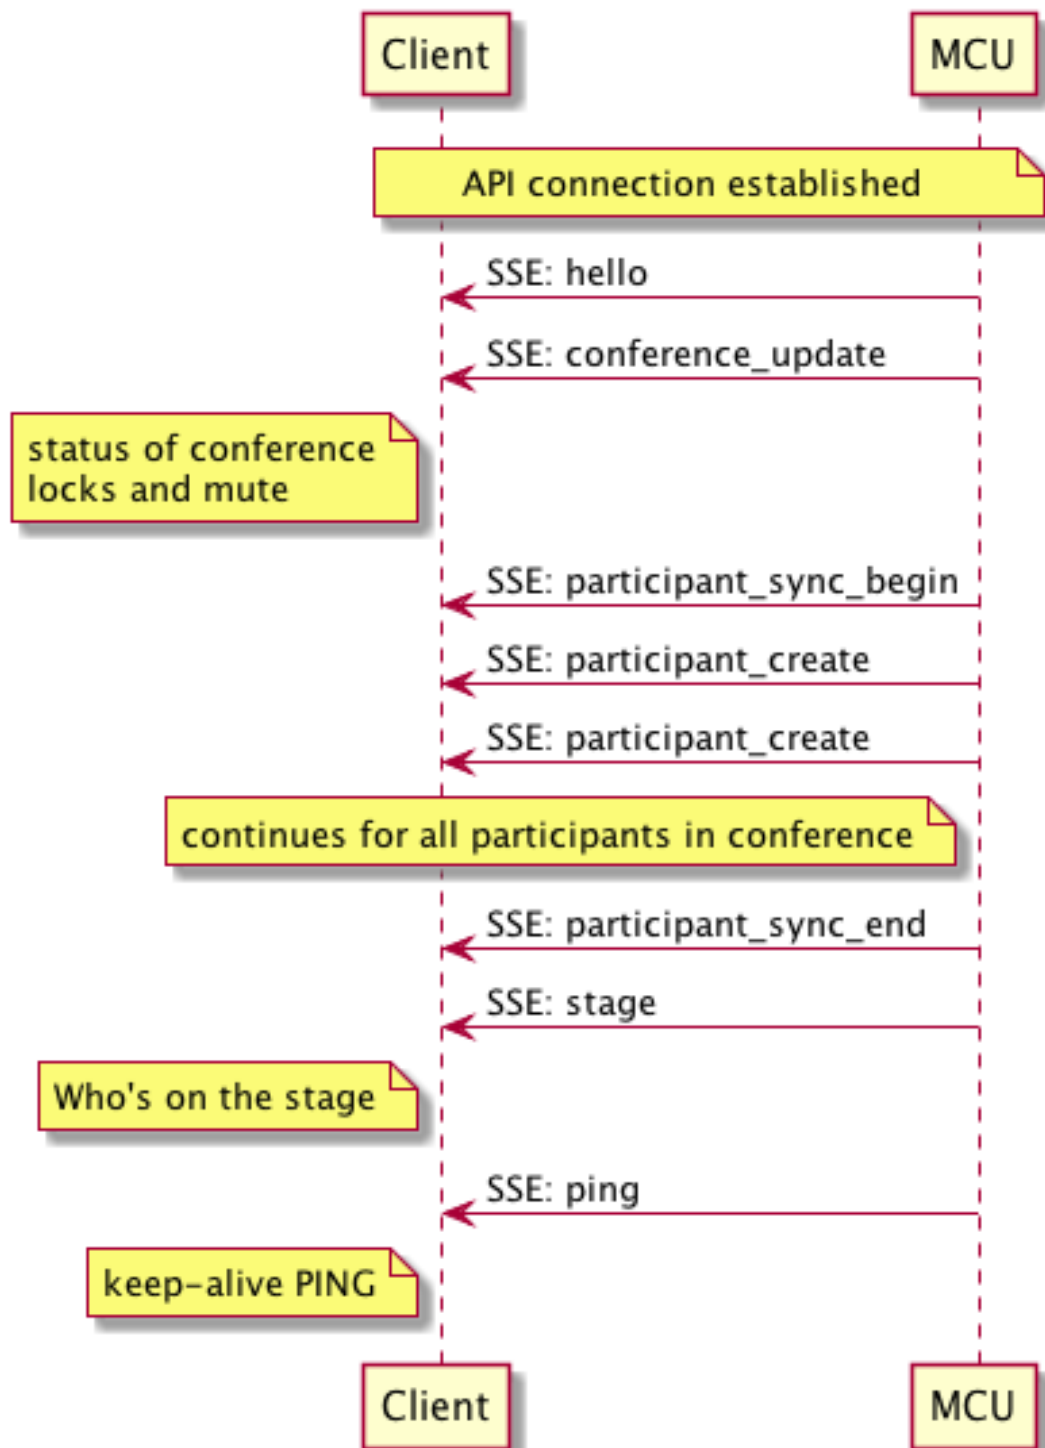 Client MCU
API connection established
SSE: hello
SSE: conference_update
status of conference
locks and mute
SSE: participant_sync_begin
SSE: participant_create
SSE: participant_create
continues for all participants in conference
SSE: participant_sync_end
SSE: stage
Who's on the stage
SSE: ping
keep-alive PING
Client MCU